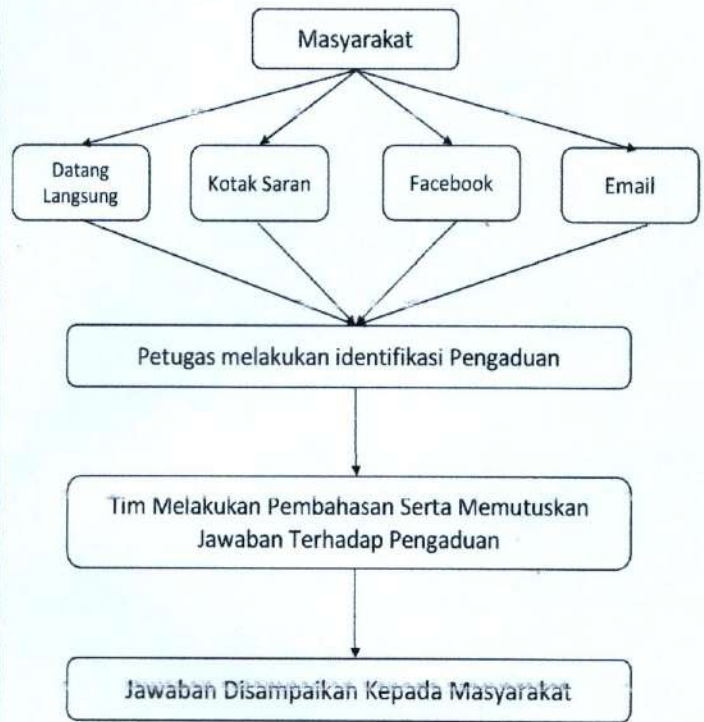 Masyarakat
Datang
Langsung
Kotak Saran
Facebook
Email
Petugas melakukan identifikasi Pengaduan
Tim Melakukan Pembahasan Serta Memutuskan
Jawaban Terhadap Pengaduan
Jawaban Disampaikan Kepada Masyarakat